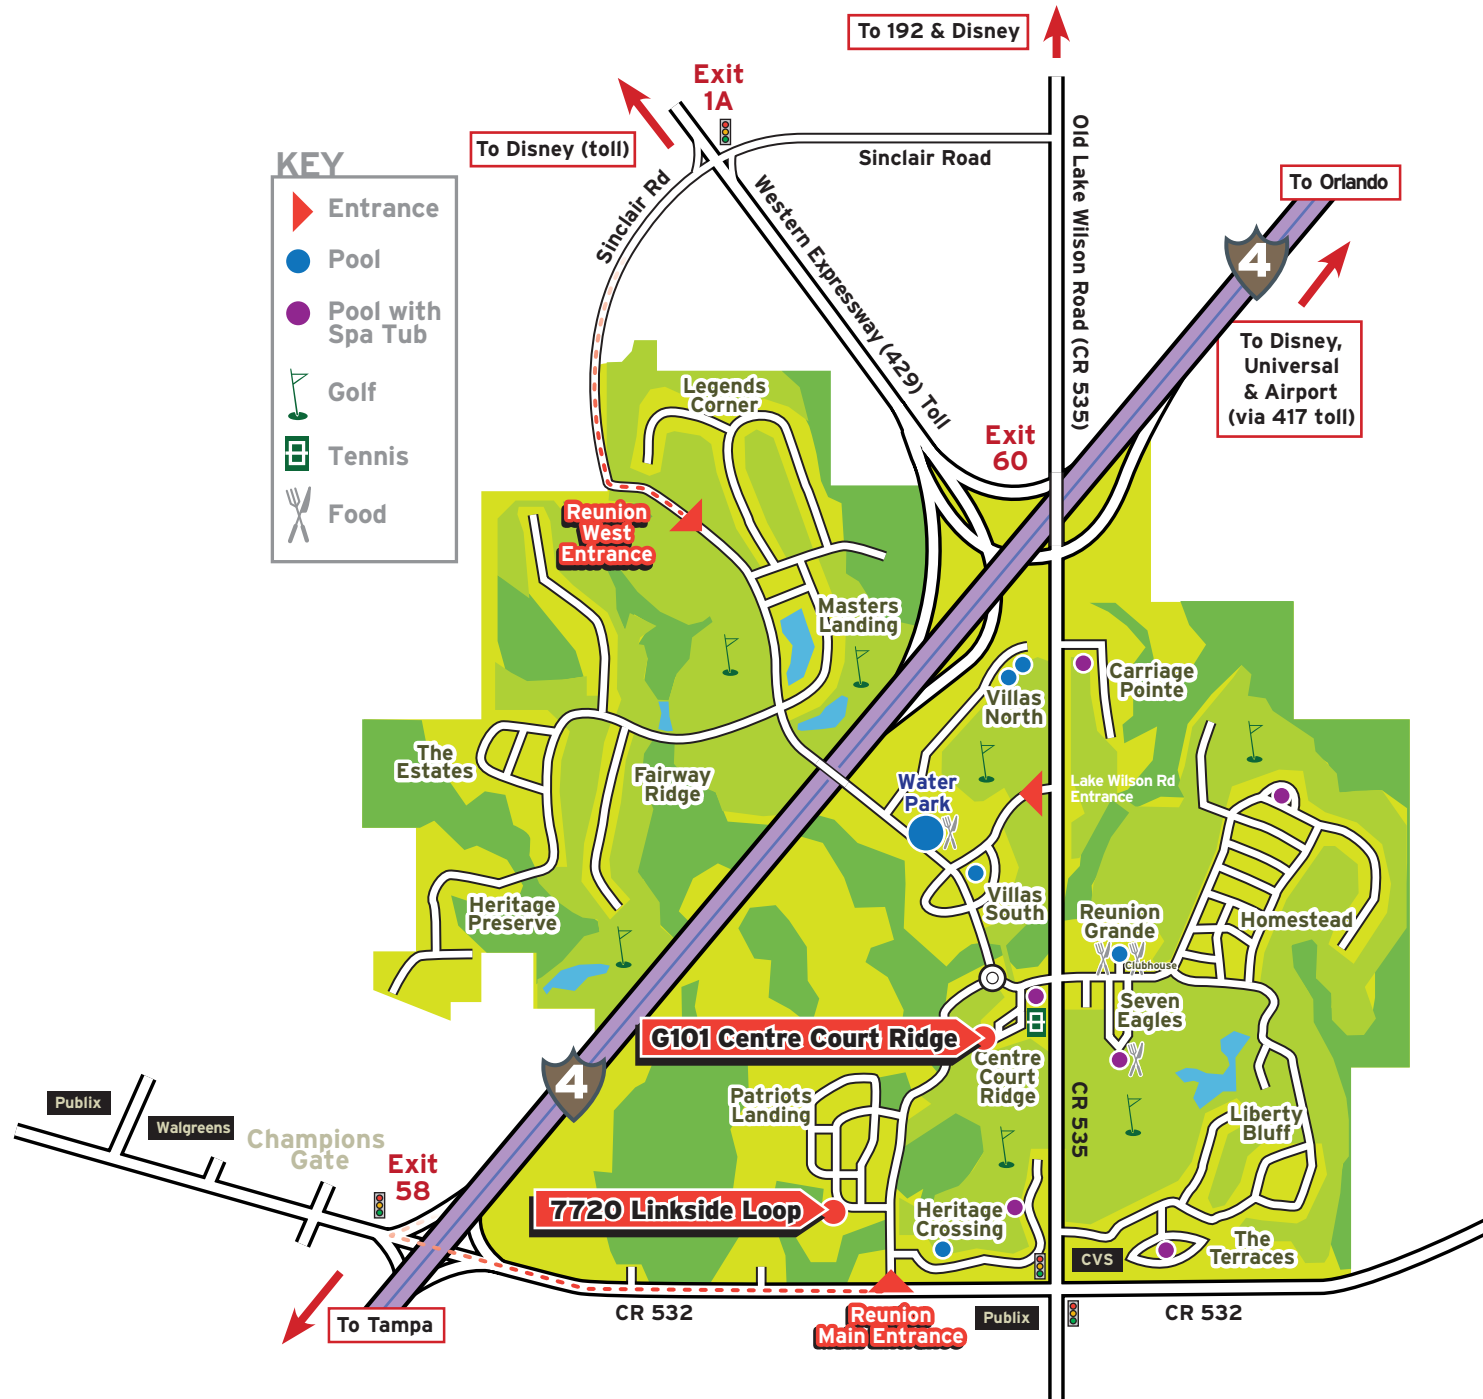 To 192 & Disney
Exit
1A
To Disney (toll)
Sinclair Road
Sinclair Rd
Western Expressway (429) Toll
Old Lake Wilson Road (CR 535)
To Orlando
4
To Disney,
Universal
& Airport
(via 417 toll)
KEY
Entrance
Pool
Pool with
Spa Tub
Golf
Tennis
Food
Legends
Corner
Exit
60
Reunion
West
Entrance
Masters
Landing
Carriage
Pointe
Villas
North
The
Estates
Fairway
Ridge
Water
Park
Lake Wilson Rd
Entrance
Heritage
Preserve
Villas
South
Reunion
Grande
Clubhouse
Homestead
Seven
Eagles
G101 Centre Court Ridge
Centre
Court
Ridge
4
Patriots
Landing
CR 535
Liberty
Bluff
Publix
Walgreens
Champions
Gate
Exit
58
7720 Linkside Loop
Heritage
Crossing
The
Terraces
CVS
To Tampa
CR 532
Reunion
Main Entrance
Publix
CR 532